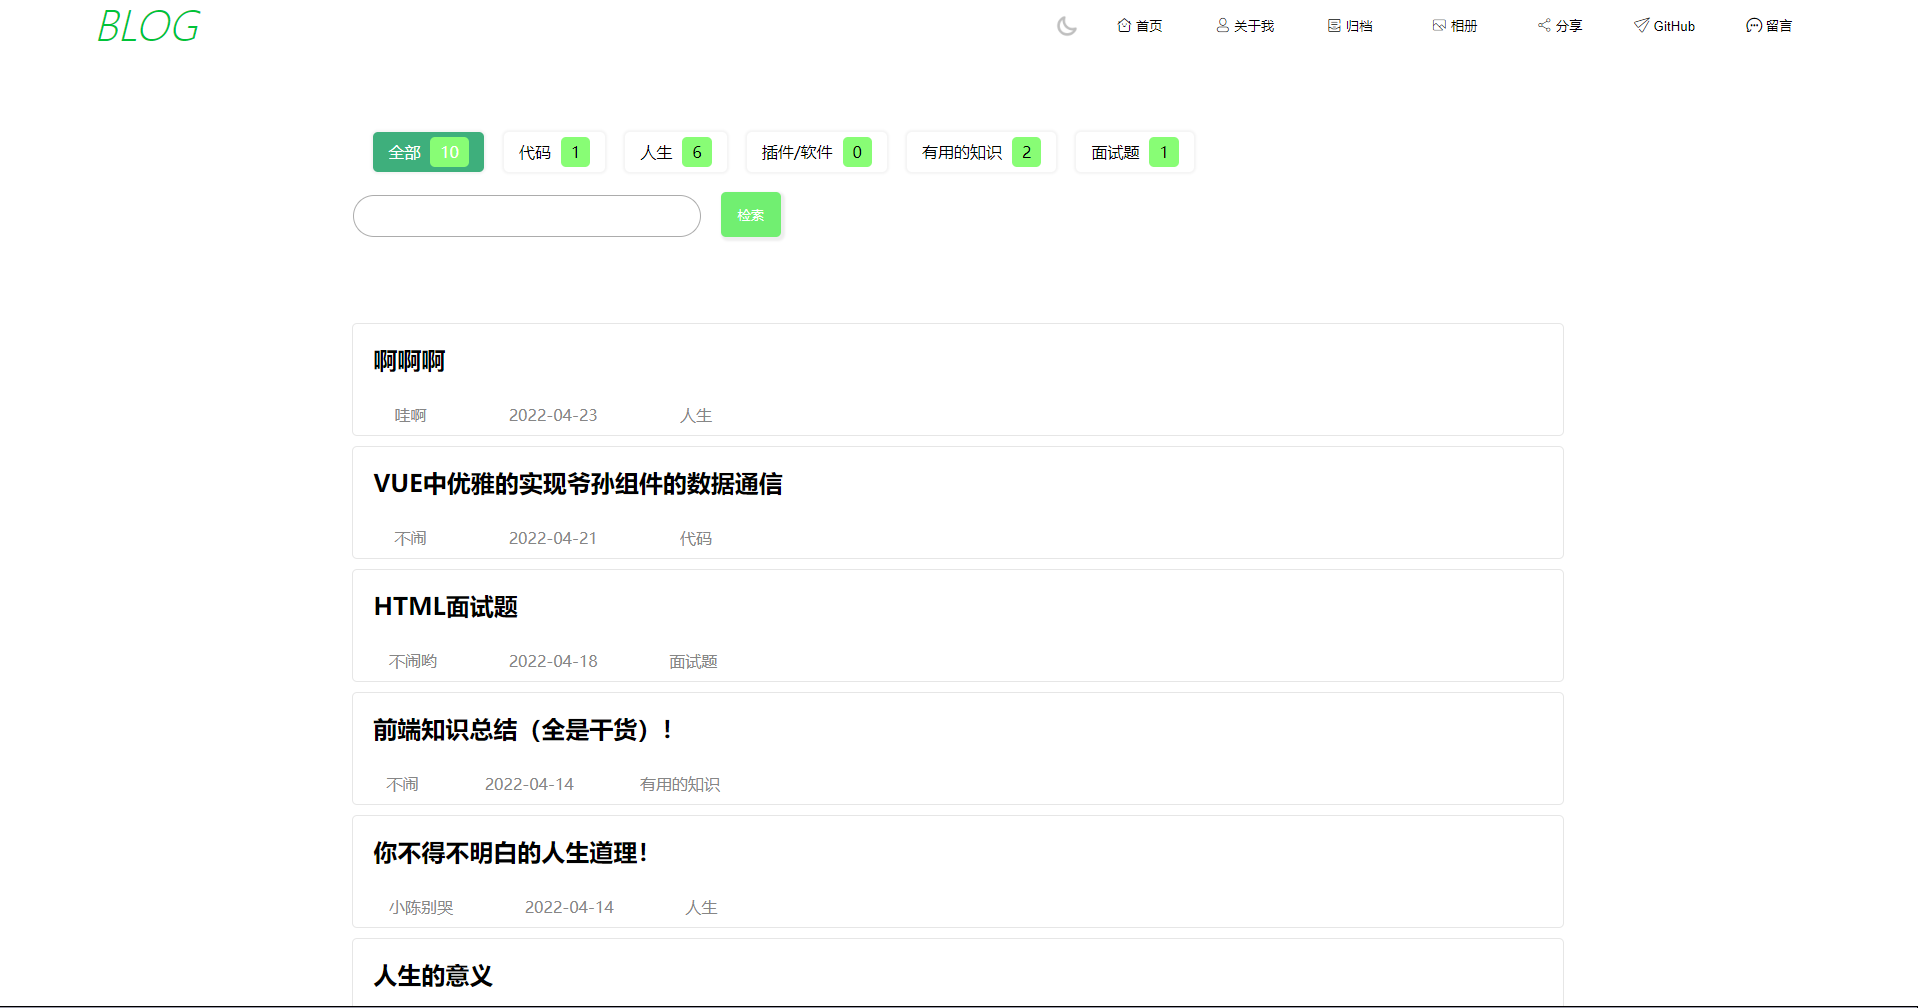 BLOG 首页 关于我 归档 相册 分享 GitHub 留言
全部 10 代码 1 人生 6 插件/软件 0 有用的知识 2 面试题 1
检索
啊啊啊
哇啊 2022-04-23 人生
VUE中优雅的实现爷孙组件的数据通信
不闹 2022-04-21 代码
HTML面试题
不闹哟 2022-04-18 面试题
前端知识总结（全是干货）！
不闹 2022-04-14 有用的知识
你不得不明白的人生道理！
小陈别哭 2022-04-14 人生
人生的意义